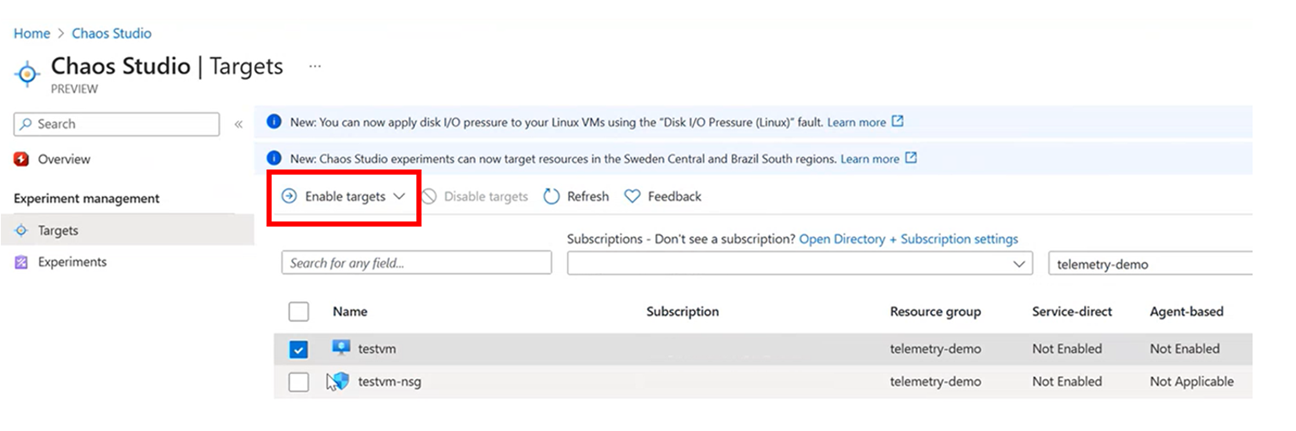 Home > Chaos Studio
Chaos Studio | Targets ...
PREVIEW
Search «
Overview
Experiment management
Targets
Experiments
New: You can now apply disk I/O pressure to your Linux VMs using the "Disk I/O Pressure (Linux)" fault. Learn more
New: Chaos Studio experiments can now target resources in the Sweden Central and Brazil South regions. Learn more
Enable targets Disable targets Refresh Feedback
Subscriptions - Don't see a subscription? Open Directory + Subscription settings
Search for any field... telemetry-demo
Name Subscription Resource group Service-direct Agent-based
testvm telemetry-demo Not Enabled Not Enabled
testvm-nsg telemetry-demo Not Enabled Not Applicable